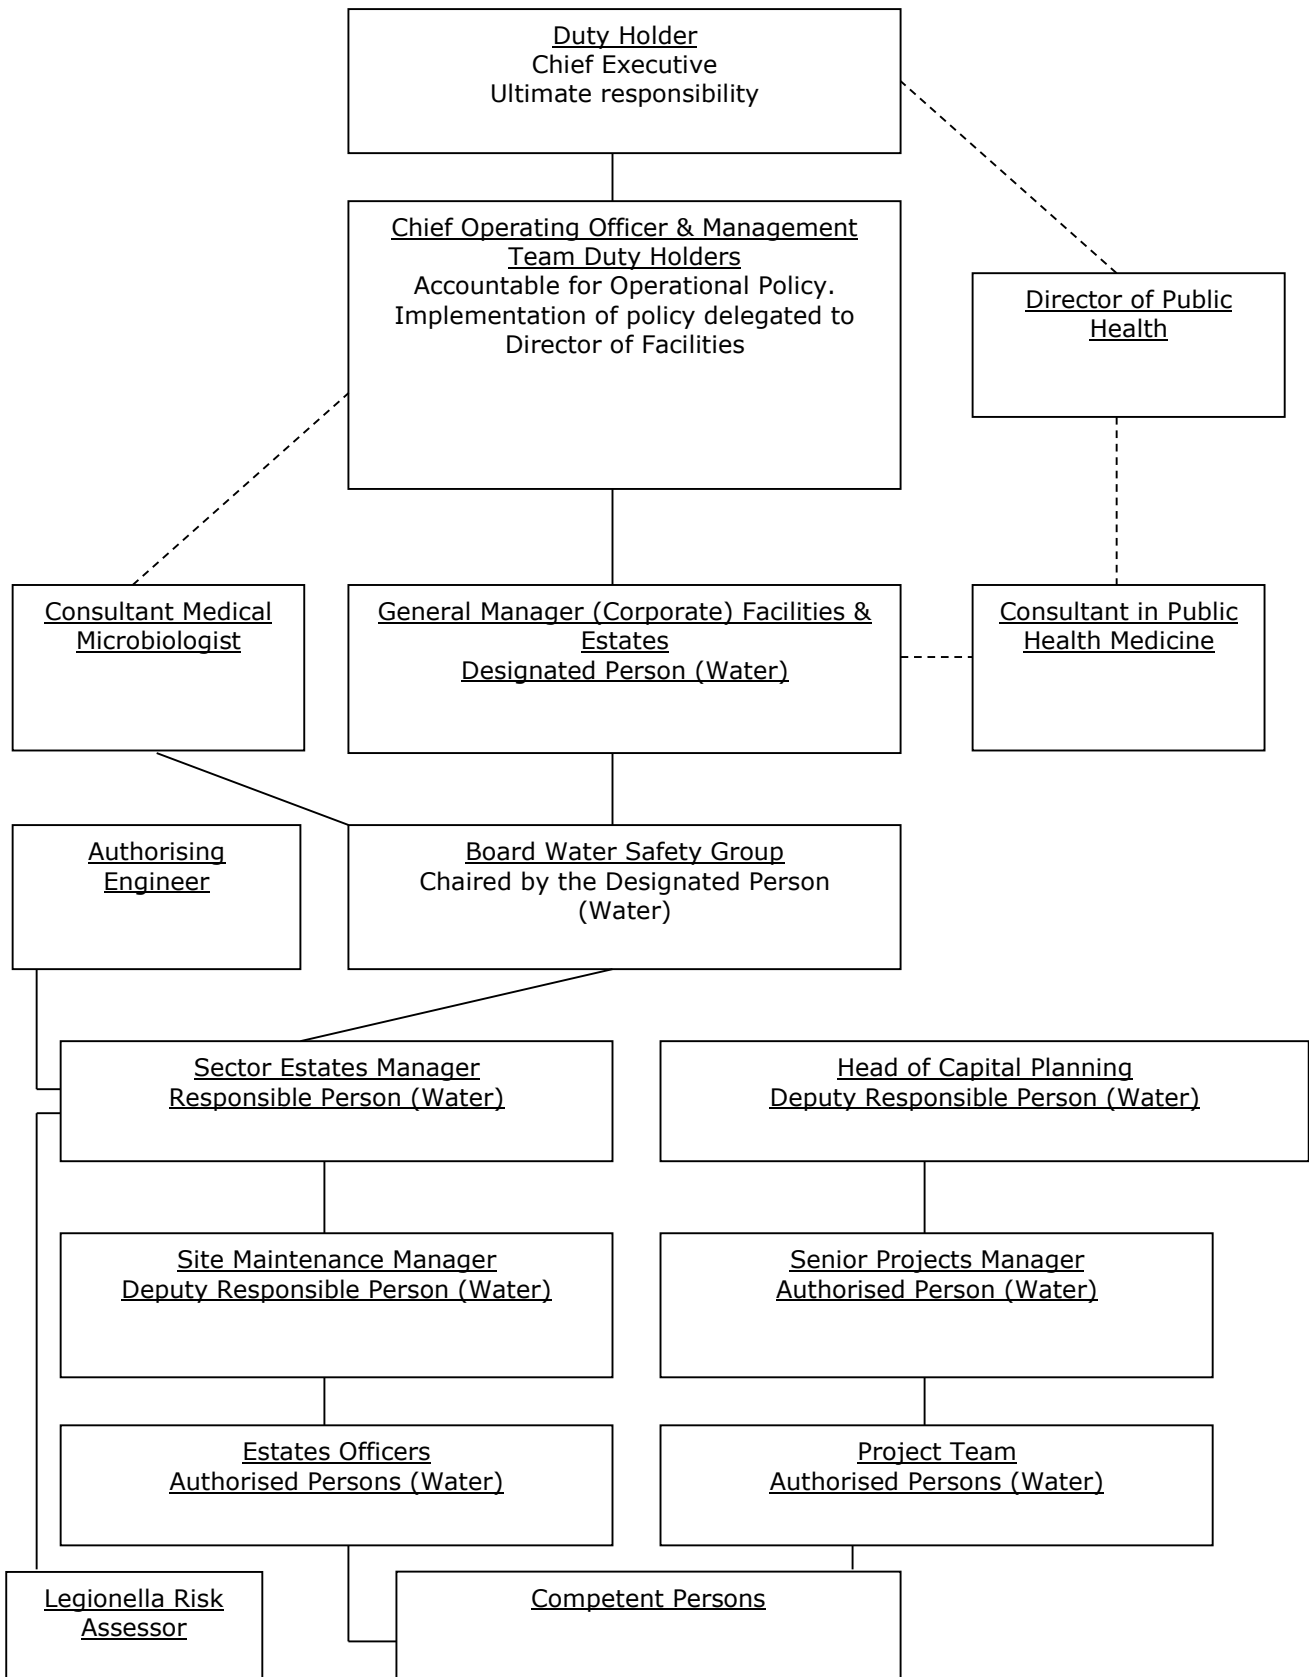 Duty Holder
Chief Executive
Ultimate responsibility
Chief Operating Officer & Management
Team Duty Holders
Accountable for Operational Policy.
Implementation of policy delegated to
Director of Facilities
Director of Public
Health
Consultant Medical
Microbiologist
General Manager (Corporate) Facilities &
Estates
Designated Person (Water)
Consultant in Public
Health Medicine
Authorising
Engineer
Board Water Safety Group
Chaired by the Designated Person
(Water)
Sector Estates Manager
Responsible Person (Water)
Head of Capital Planning
Deputy Responsible Person (Water)
Site Maintenance Manager
Deputy Responsible Person (Water)
Senior Projects Manager
Authorised Person (Water)
Estates Officers
Authorised Persons (Water)
Project Team
Authorised Persons (Water)
Legionella Risk
Assessor
Competent Persons